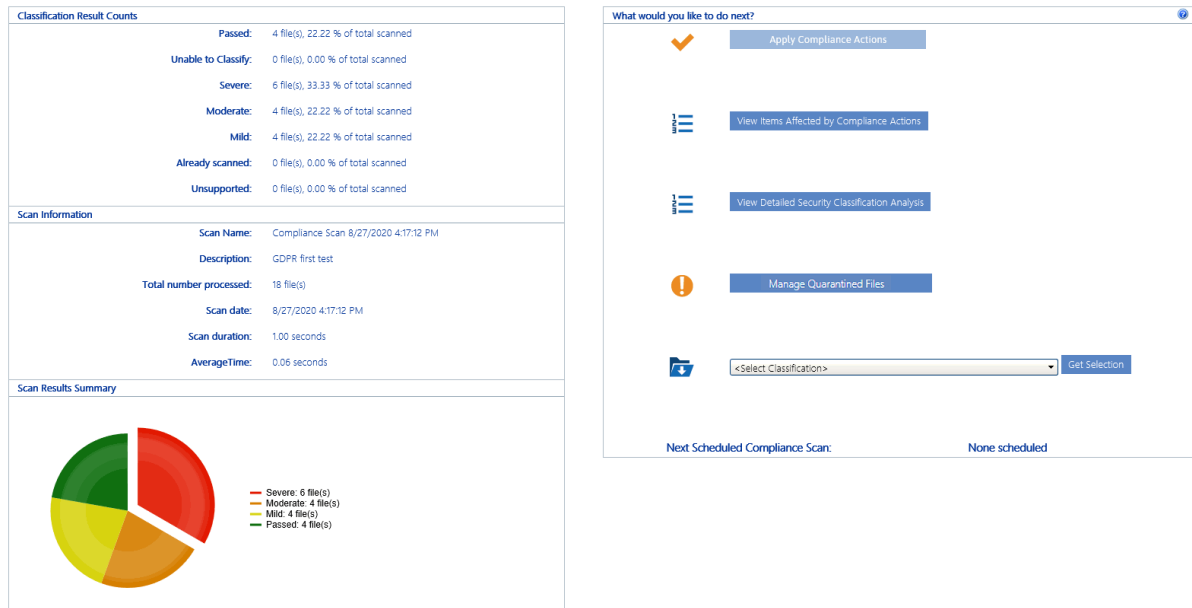 Classification Result Counts
Passed: 4 file(s), 22.22 % of total scanned
Unable to Classify: 0 file(s), 0.00 % of total scanned
Severe: 6 file(s), 33.33 % of total scanned
Moderate: 4 file(s), 22.22 % of total scanned
Mild: 4 file(s), 22.22 % of total scanned
Already scanned: 0 file(s), 0.00 % of total scanned
Unsupported: 0 file(s), 0.00 % of total scanned
Scan Information
Scan Name: Compliance Scan 8/27/2020 4:17:12 PM
Description: GDPR first test
Total number processed: 18 file(s)
Scan date: 8/27/2020 4:17:12 PM
Scan duration: 1.00 seconds
AverageTime: 0.06 seconds
Scan Results Summary
Severe: 6 file(s)
Moderate: 4 file(s)
Mild: 4 file(s)
Passed: 4 file(s)
What would you like to do next?
?
Apply Compliance Actions
1
2
3
View Items Affected by Compliance Actions
1
2
3
View Detailed Security Classification Analysis
!
Manage Quarantined Files
<Select Classification>
Get Selection
Next Scheduled Compliance Scan: None scheduled